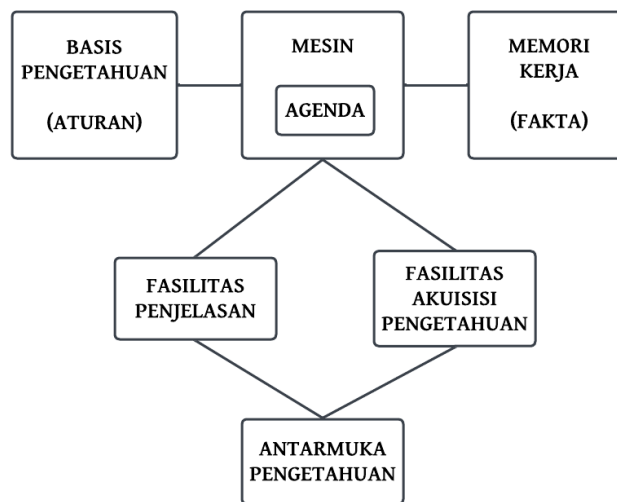 BASIS
PENGETAHUAN
(ATURAN)
MESIN
AGENDA
MEMORI
KERJA
(FAKTA)
FASILITAS
PENJELASAN
FASILITAS
AKUISISI
PENGETAHUAN
ANTARMUKA
PENGETAHUAN